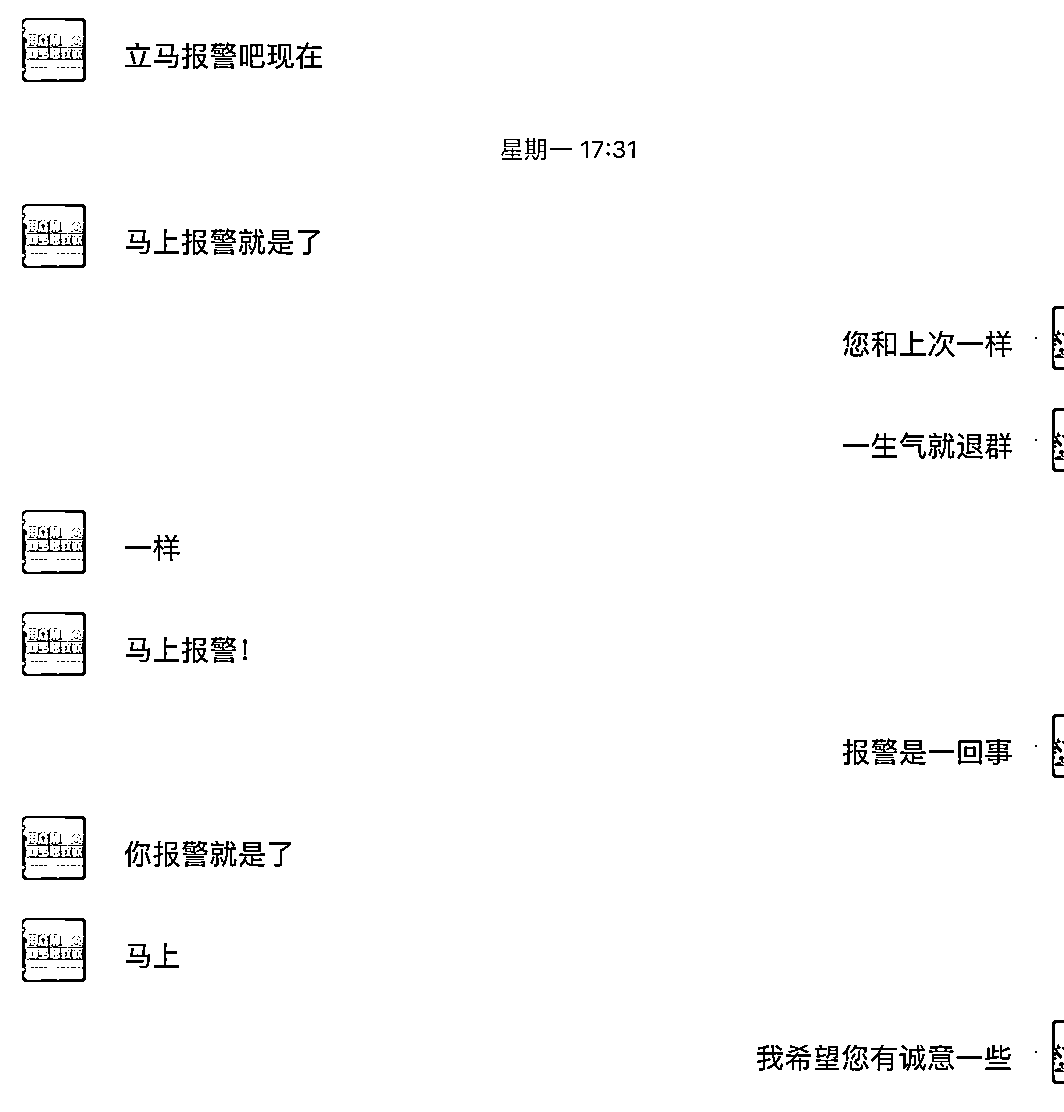 立马报警吧现在
星期一 17:31
马上报警就是了
您和上次一样
一生气就退群
一样
马上报警！
报警是一回事
你报警就是了
马上
我希望您有诚意一些